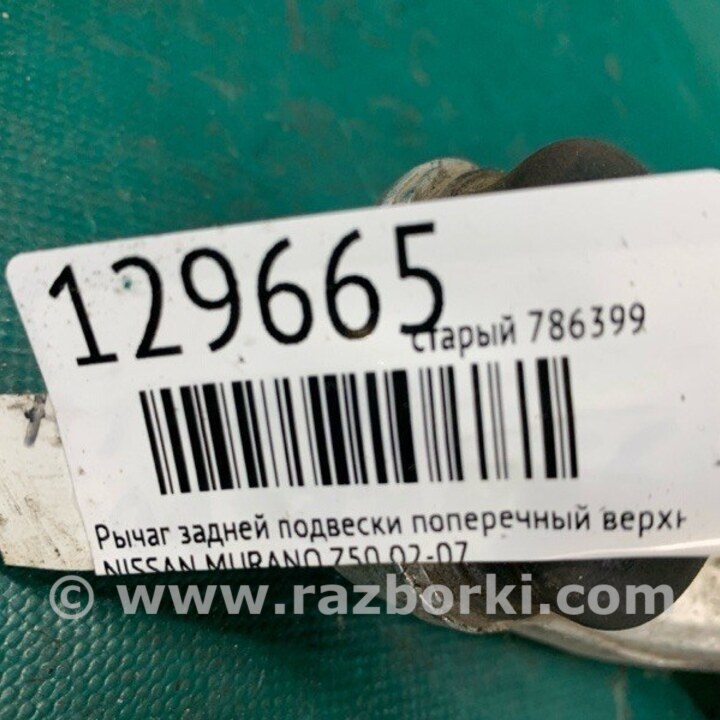 129665
старый 786399
Рычаг задней подвески поперечный верхн
NISSAN MURANO Z50 02-07
© www.razborki.com